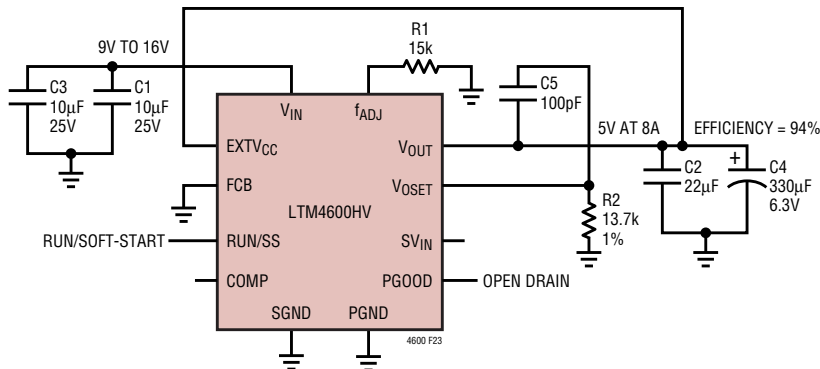 9V TO 16V
C3
10µF
25V
C1
10µF
25V
R1
15k
C5
100pF
5V AT 8A
EFFICIENCY = 94%
VIN
fADJ
EXTVCC
VOUT
FCB
VOSET
LTM4600HV
RUN/SOFT-START
RUN/SS
SVIN
COMP
PGOOD
OPEN DRAIN
SGND
PGND
R2
13.7k
1%
C2
22µF
+
C4
330µF
6.3V
4600 F23